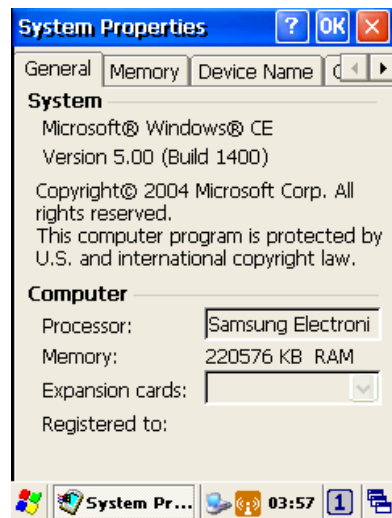 System Properties ? OK ×
General Memory Device Name
System
Microsoft® Windows® CE
Version 5.00 (Build 1400)
Copyright© 2004 Microsoft Corp. All
rights reserved.
This computer program is protected by
U.S. and international copyright law.
Computer
Processor: Samsung Electroni
Memory: 220576 KB RAM
Expansion cards:
Registered to:
System Pr... 03:57 1